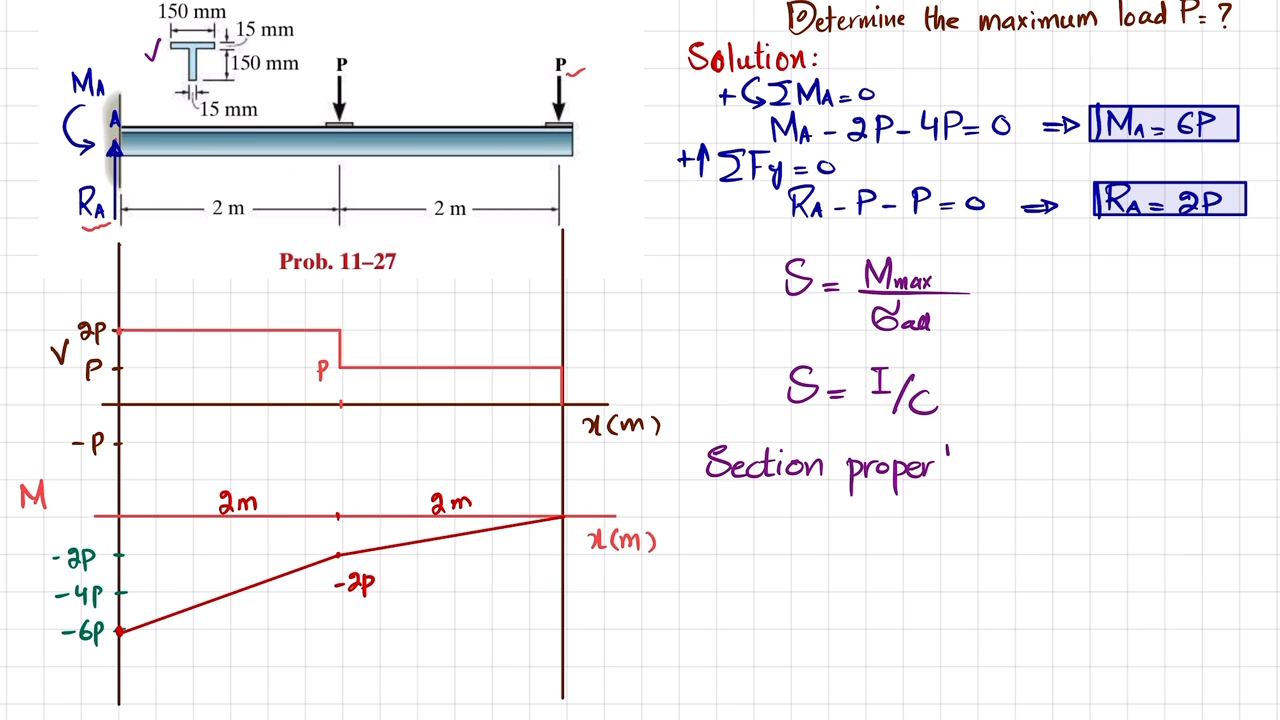 150 mm
15 mm
150 mm
15 mm
P
P
MA
A
RA
2 m
2 m
Prob. 11–27
Determine the maximum load P = ?
Solution:
+ ΣMA = 0
MA - 2P - 4P = 0 ⇒ MA = 6P
+↑ ΣFy = 0
RA - P - P = 0 ⇒ RA = 2P
S = Mmax / σall
S = I/C
Section proper'
V
2P
P
-P
P
x(m)
M
2m
2m
x(m)
-2P
-4P
-6P
-2P